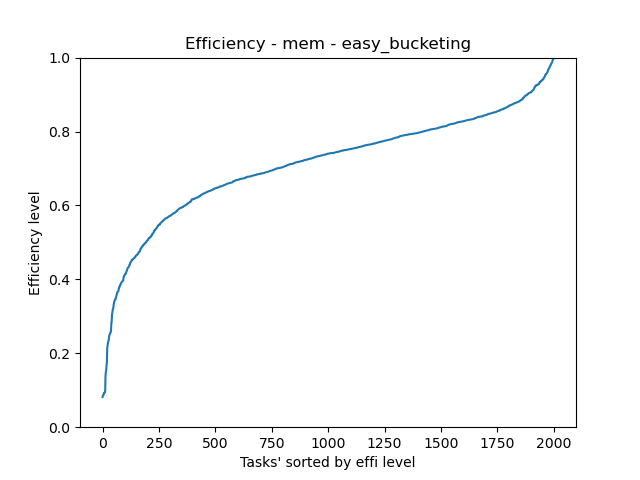 Efficiency - mem - easy_bucketing
1.0
0.8
0.6
0.4
0.2
0.0
Efficiency level
0 250 500 750 1000 1250 1500 1750 2000
Tasks' sorted by effi level